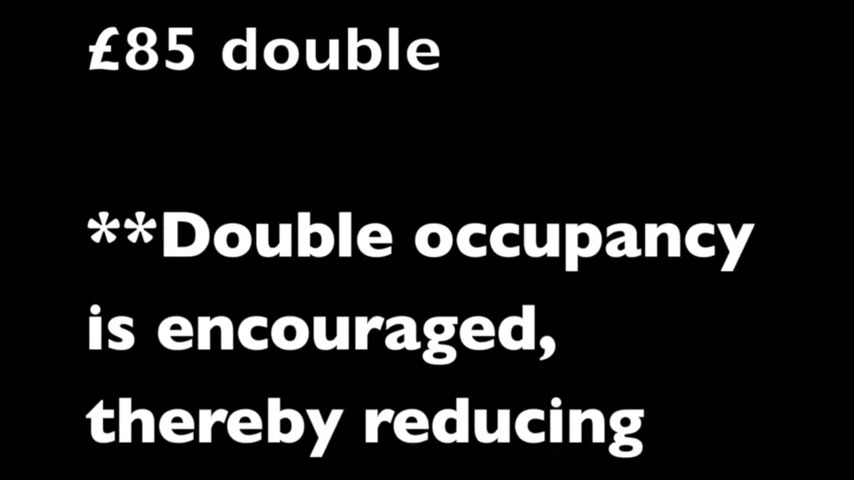 £85 double
**Double occupancy
is encouraged,
thereby reducing